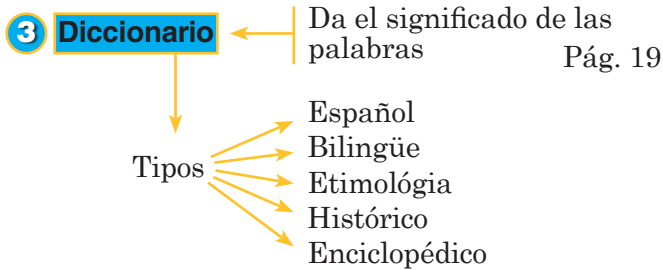 3 Diccionario
Da el significado de las
palabras
Pág. 19
Tipos
Español
Bilingüe
Etimológia
Histórico
Enciclopédico